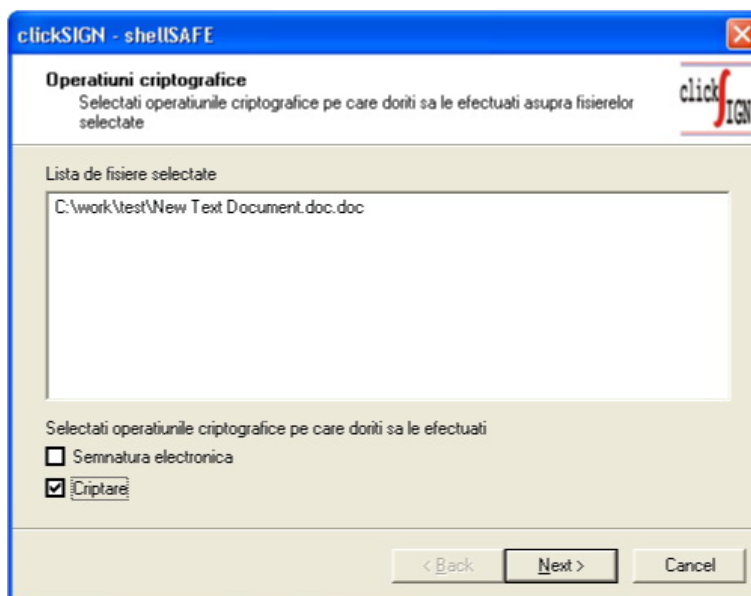 clickSIGN - shellSAFE
Operatiuni criptografice
Selectati operatiunile criptografice pe care doriti sa le efectuati asupra fisierelor
selectate
click SIGN
Lista de fisiere selectate
C:\work\test\New Text Document.doc.doc
Selectati operatiunile criptografice pe care doriti sa le efectuati
Semnatura electronica
Criptare
< Back Next > Cancel